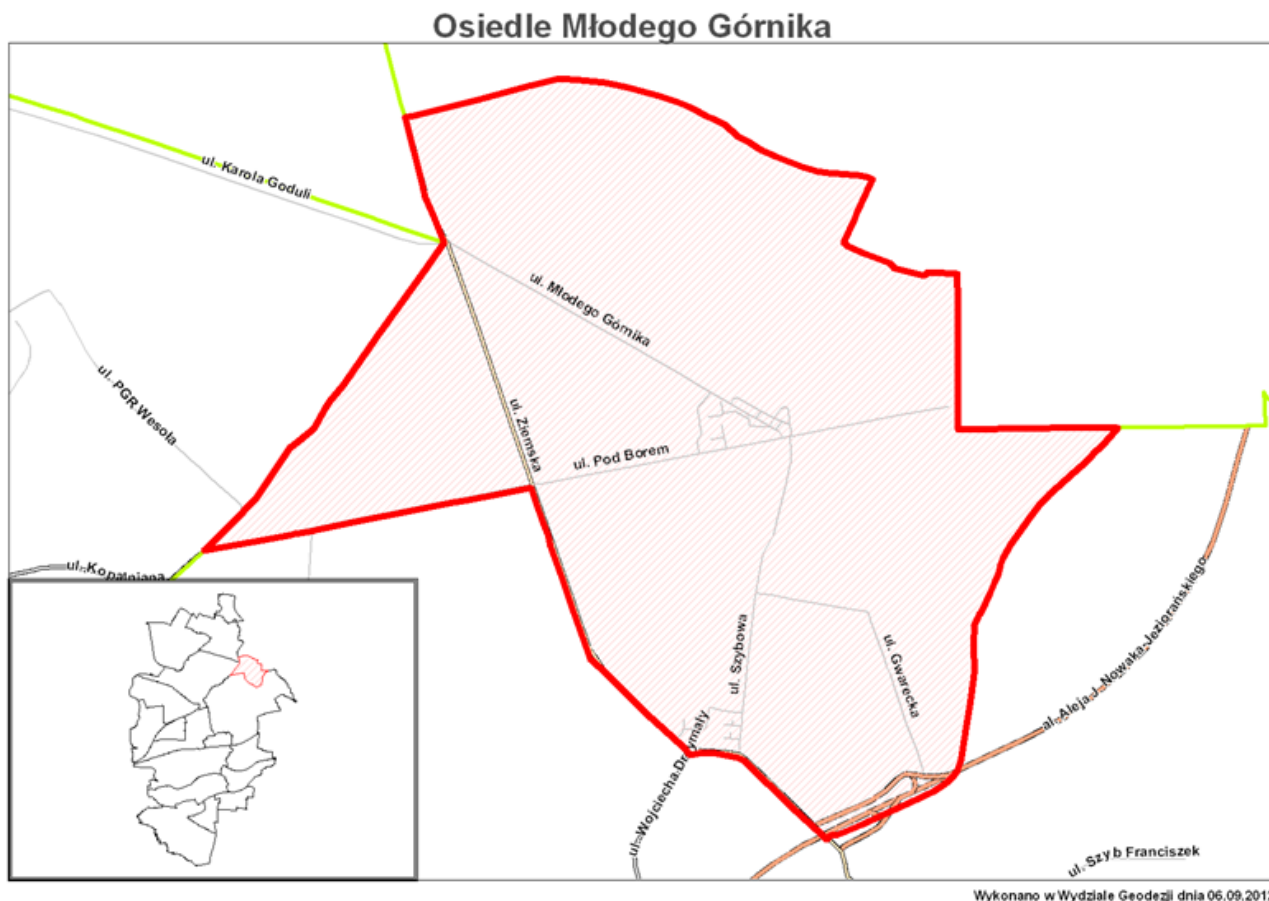 Osiedle Młodego Górnika
ul. Karola Goduli
ul. Młodego Górnika
ul. PGR Wesoła
ul. Ziemska
ul. Pod Borem
ul. Kopalniana
ul. Szybowa
ul. Gwarecka
al. Aleja J. Nowaka-Jeziorańskiego
ul. Wojciecha Drzymały
ul. Szyb Franciszek
Wykonano w Wydziale Geodezji dnia 06.09.201